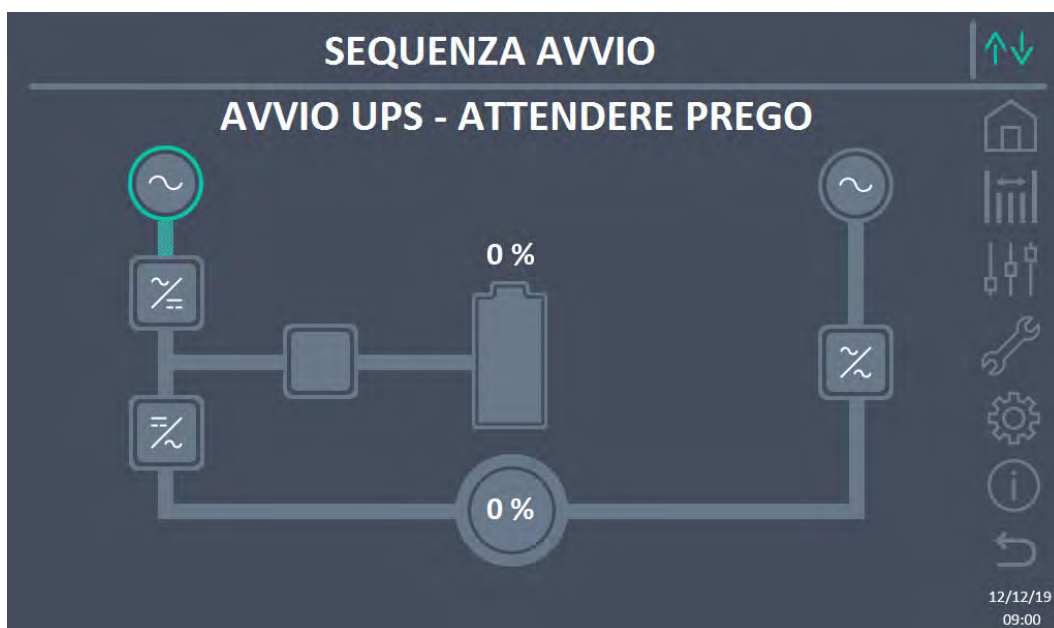 SEQUENZA AVVIO
AVVIO UPS - ATTENDERE PREGO
0 %
0 %
12/12/19
09:00